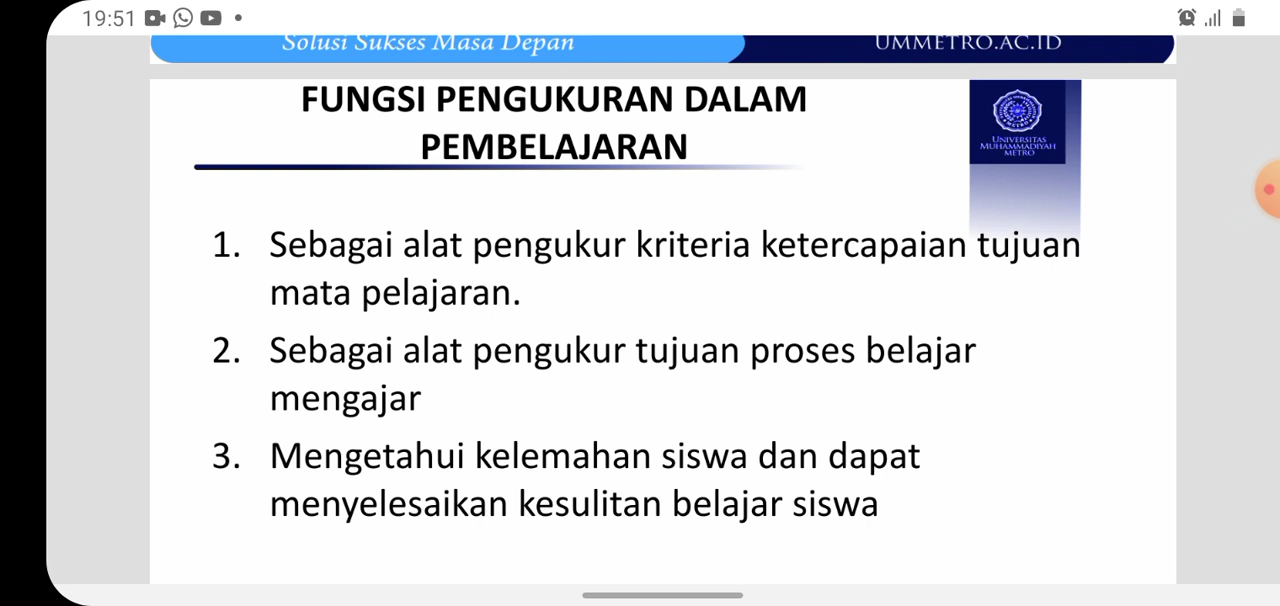 19:51
Solusi Sukses Masa Depan
UMMETRO.AC.ID
FUNGSI PENGUKURAN DALAM
PEMBELAJARAN
UNIVERSITAS
MUHAMMADIYAH
METRO
1. Sebagai alat pengukur kriteria ketercapaian tujuan
mata pelajaran.
2. Sebagai alat pengukur tujuan proses belajar
mengajar
3. Mengetahui kelemahan siswa dan dapat
menyelesaikan kesulitan belajar siswa